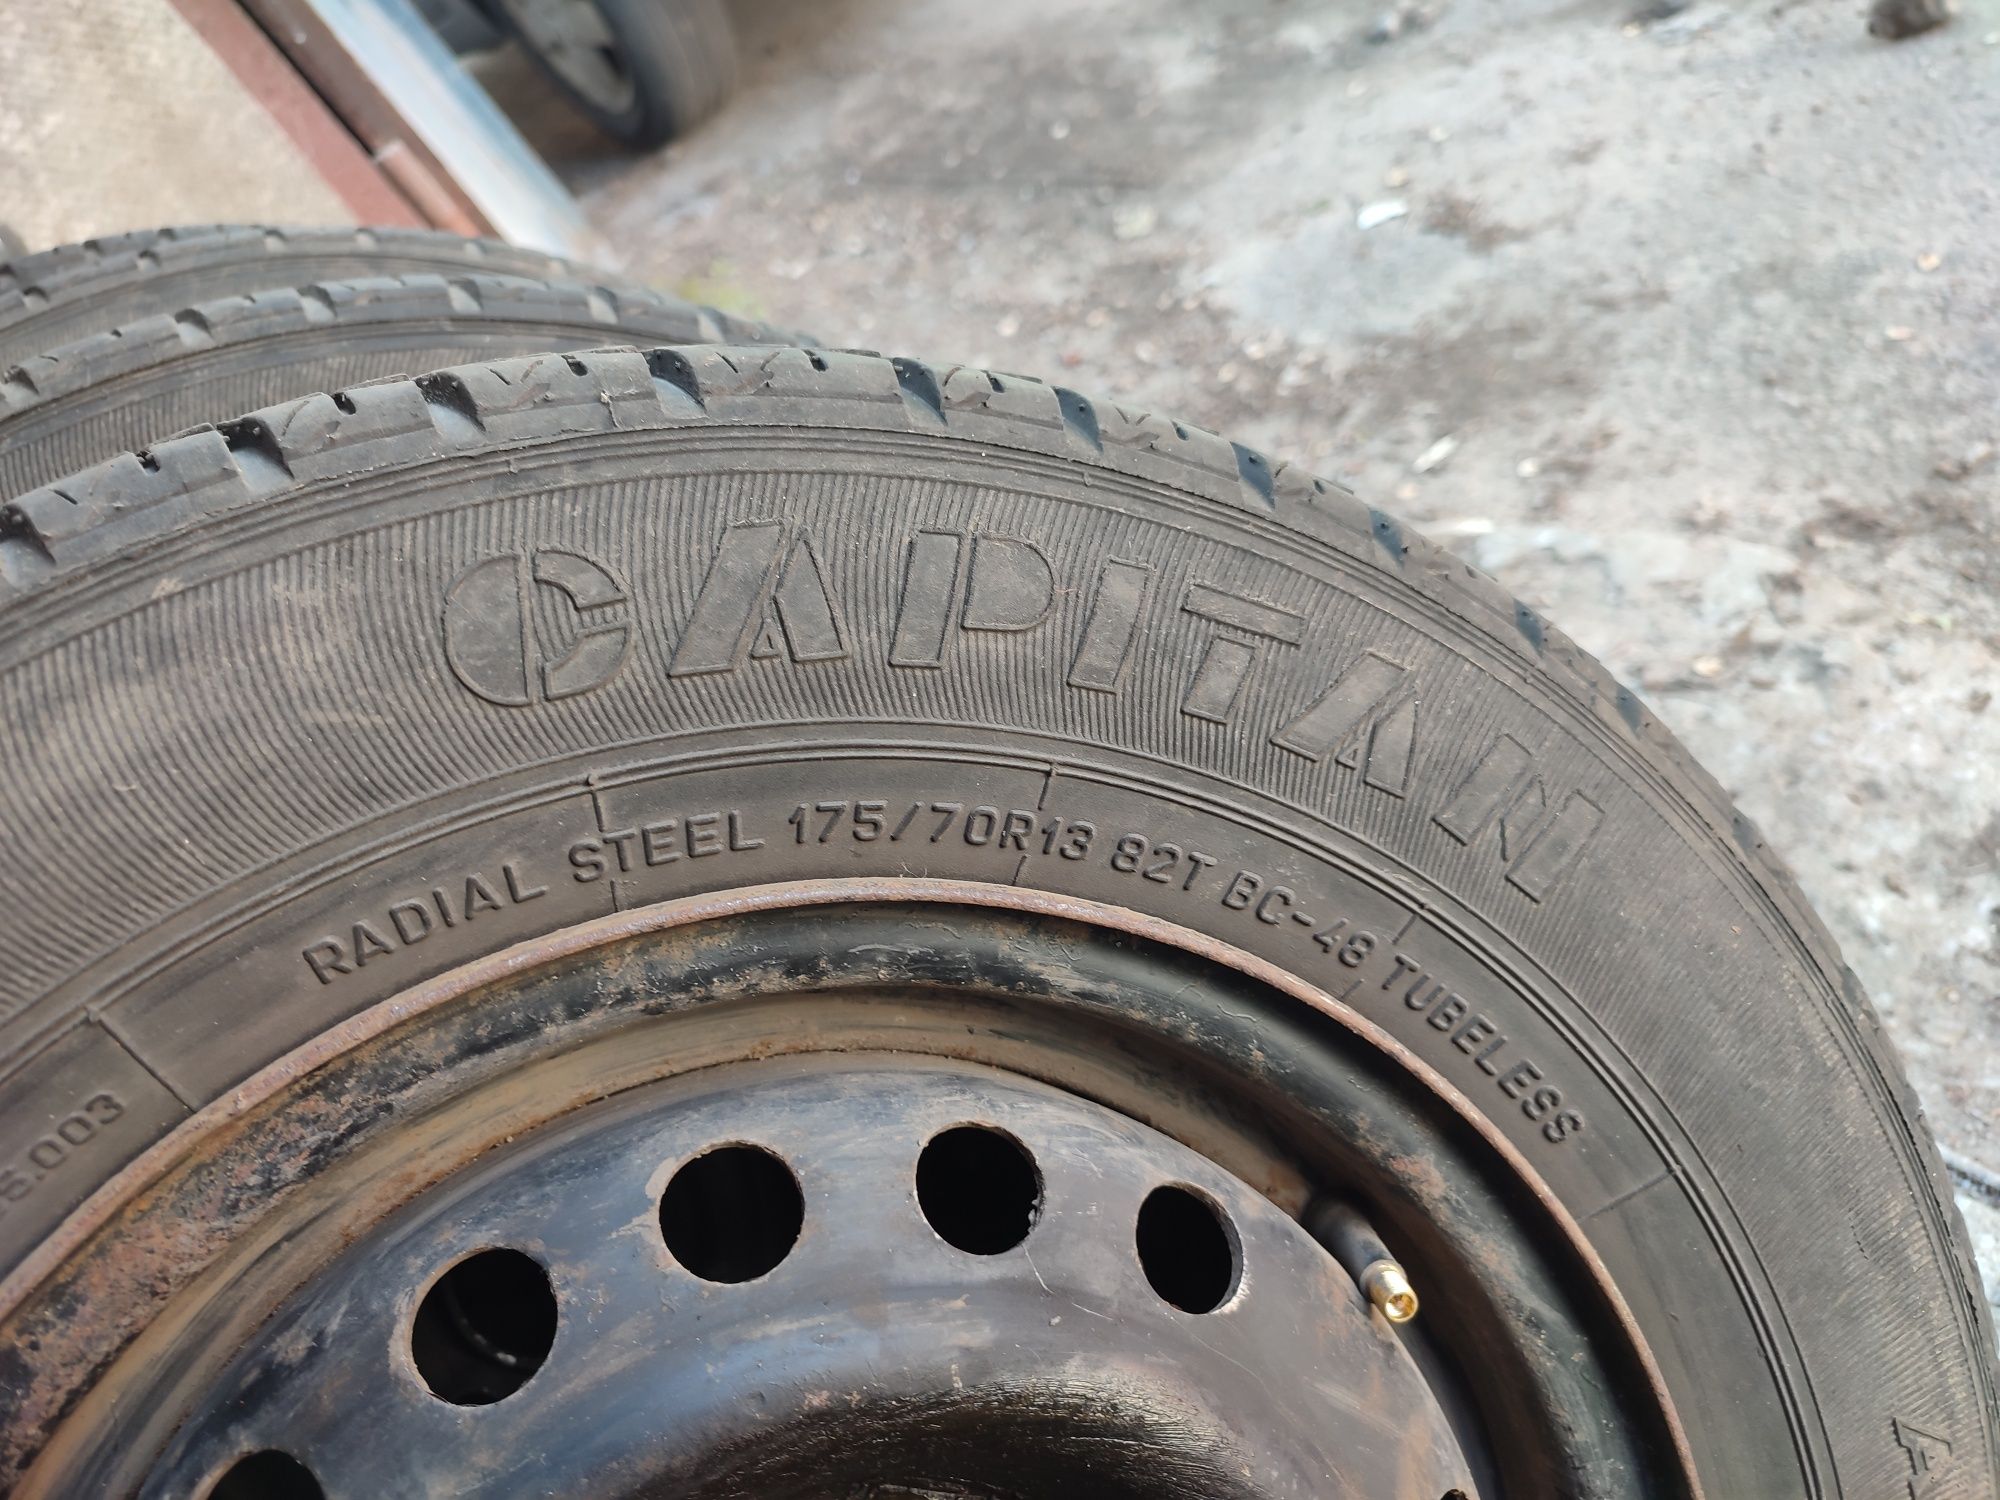 CAPITAN
RADIAL STEEL 175/70R13 82T BC-48 TUBELESS